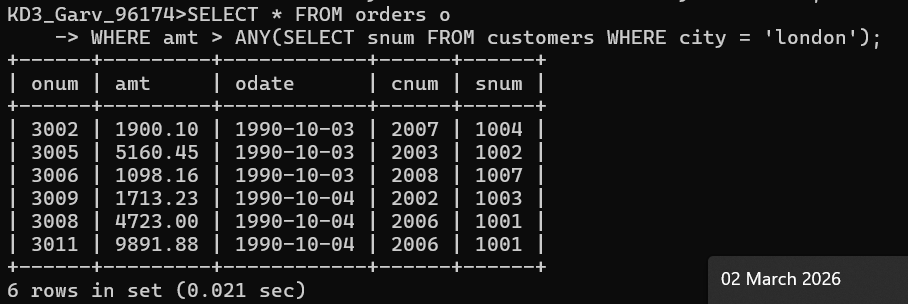 KD3_Garv_96174>SELECT * FROM orders o
    -> WHERE amt > ANY(SELECT snum FROM customers WHERE city = 'london');
+------+---------+------------+------+------+
| onum | amt     | odate      | cnum | snum |
+------+---------+------------+------+------+
| 3002 | 1900.10 | 1990-10-03 | 2007 | 1004 |
| 3005 | 5160.45 | 1990-10-03 | 2003 | 1002 |
| 3006 | 1098.16 | 1990-10-03 | 2008 | 1007 |
| 3009 | 1713.23 | 1990-10-04 | 2002 | 1003 |
| 3008 | 4723.00 | 1990-10-04 | 2006 | 1001 |
| 3011 | 9891.88 | 1990-10-04 | 2006 | 1001 |
+------+---------+------------+------+------+
6 rows in set (0.021 sec)
02 March 2026